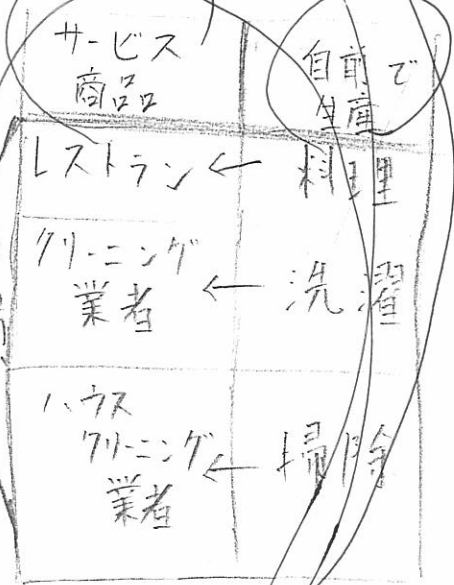 サービス
商品
自前で
生産
レストラン ← 料理
クリーニング
業者 ← 洗濯
ハウス
クリーニング ← 掃除
業者